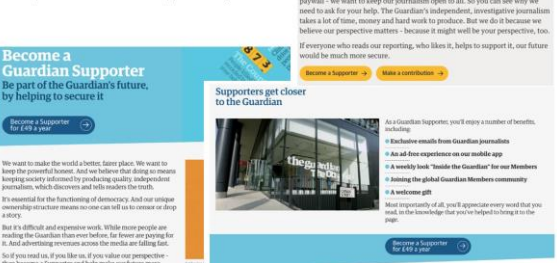 paywall – we want to keep our journalism open to all. So you can see why we
need to ask for your help. The Guardian's independent, investigative journalism
takes a lot of time, money and hard work to produce. But we do it because we
believe our perspective matters – because it might well be your perspective, too.
If everyone who reads our reporting, who likes it, helps to support it, our future
would be much more secure.
Become a Supporter
Make a contribution
873
Become a
Guardian Supporter
Be part of the Guardian's future,
by helping to secure it
Become a Supporter
for £49 a year
We want to make the world a better, fairer place. We want to
keep the powerful honest. And we believe that doing so means
keeping society informed by producing quality, independent
journalism, which discovers and tells readers the truth.
It's essential for the functioning of democracy. And our unique
ownership structure means no one can tell us to censor or drop
a story.
But it's difficult and expensive work. While more people are
reading the Guardian than ever before, far fewer are paying for
it. And advertising revenues across the media are falling fast.
So if you read us, if you like us, if you value our perspective –
Supporters get closer
to the Guardian
theguardian
The Ob
As a Guardian Supporter, you'll enjoy a number of benefits,
including:
Exclusive emails from Guardian journalists
An ad-free experience on our mobile app
A weekly look "Inside the Guardian" for our Members
Joining the global Guardian Members community
A welcome gift
Most importantly of all, you'll appreciate every word that you
read, in the knowledge that you've helped to bring it to the
page.
Become a Supporter
for £49 a year